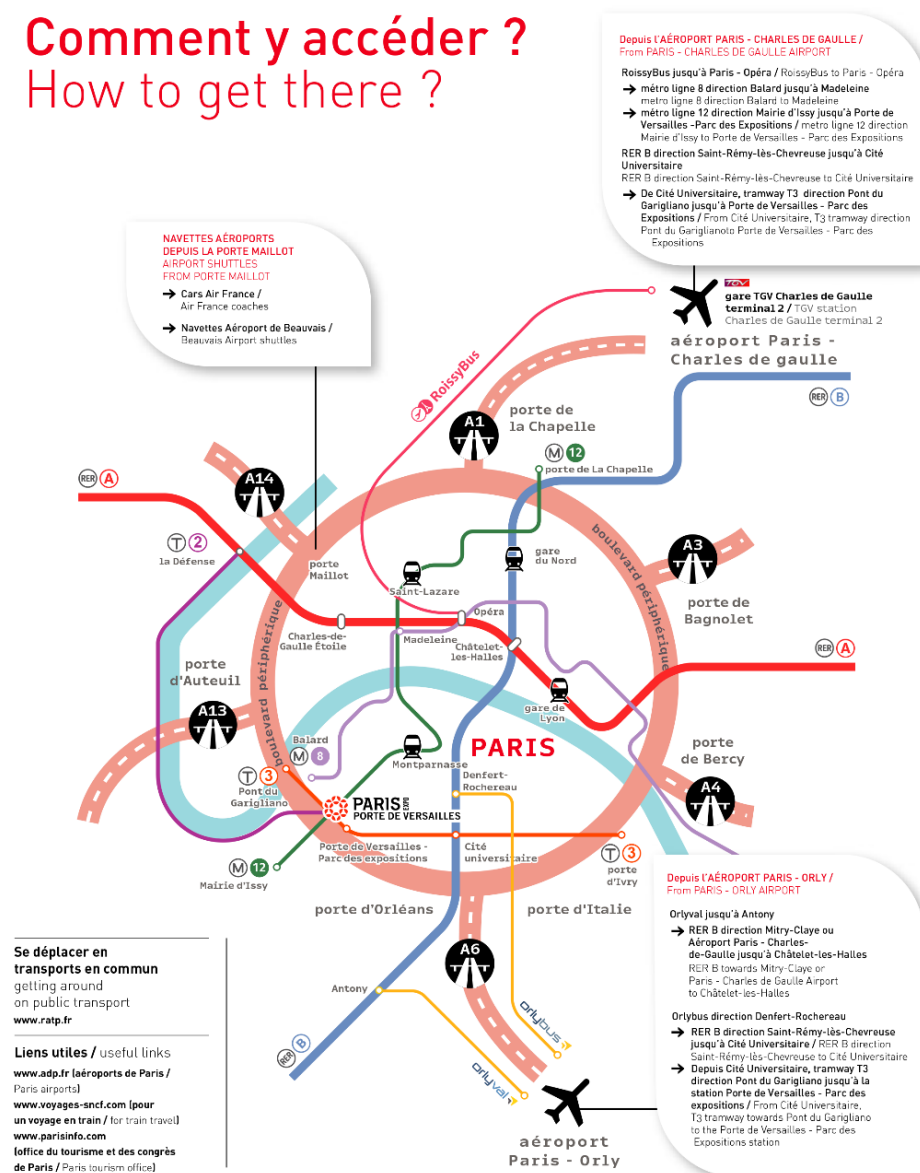 Comment y accéder ?
How to get there ?
Depuis l'AÉROPORT PARIS - CHARLES DE GAULLE /
From PARIS - CHARLES DE GAULLE AIRPORT
RoissyBus jusqu'à Paris - Opéra / RoissyBus to Paris - Opéra
→ métro ligne 8 direction Balard jusqu'à Madeleine
metro ligne 8 direction Balard to Madeleine
→ métro ligne 12 direction Mairie d'Issy jusqu'à Porte de
Versailles -Parc des Expositions / metro ligne 12 direction
Mairie d'Issy to Porte de Versailles - Parc des Expositions
RER B direction Saint-Rémy-lès-Chevreuse jusqu'à Cité
Universitaire
RER B direction Saint-Rémy-lès-Chevreuse to Cité Universitaire
→ De Cité Universitaire, tramway T3 direction Pont du
Garigliano jusqu'à Porte de Versailles - Parc des
Expositions / From Cité Universitaire, T3 tramway direction
Pont du Gariglianoto Porte de Versailles - Parc des
Expositions
NAVETTES AÉROPORTS
DEPUIS LA PORTE MAILLOT
AIRPORT SHUTTLES
FROM PORTE MAILLOT
→ Cars Air France /
Air France coaches
→ Navettes Aéroport de Beauvais /
Beauvais Airport shuttles
TGV
gare TGV Charles de Gaulle
terminal 2 / TGV station
Charles de Gaulle terminal 2
aéroport Paris -
Charles de gaulle
RER B
RoissyBus
A1
porte de
la Chapelle
M 12
porte de La Chapelle
A14
RER A
T 2
la Défense
porte
Maillot
boulevard périphérique
boulevard périphérique
gare
du Nord
A3
porte de
Bagnolet
Saint-Lazare
Opéra
Charles-de-
Gaulle Étoile
Madeleine
Châtelet-
les-Halles
RER A
porte
d'Auteuil
A13
gare de
Lyon
PARIS
Balard
M 8
Montparnasse
porte
de Bercy
A4
T 3
Pont du
Garigliano
Denfert-
Rochereau
PARIS EXPO
PORTE DE VERSAILLES
Porte de Versailles -
Parc des expositions
Cité
universitaire
T 3
porte
d'Ivry
M 12
Mairie d'Issy
porte d'Orléans
porte d'Italie
A6
Antony
RER B
orlybus
orlyval
aéroport
Paris - Orly
Depuis l'AÉROPORT PARIS - ORLY /
From PARIS - ORLY AIRPORT
Orlyval jusqu'à Antony
→ RER B direction Mitry-Claye ou
Aéroport Paris - Charles-
de-Gaulle jusqu'à Châtelet-les-Halles
RER B towards Mitry-Claye or
Paris - Charles de Gaulle Airport
to Châtelet-les-Halles
Orlybus direction Denfert-Rochereau
→ RER B direction Saint-Rémy-lès-Chevreuse
jusqu'à Cité Universitaire / RER B direction
Saint-Rémy-lès-Chevreuse to Cité Universitaire
→ Depuis Cité Universitaire, tramway T3
direction Pont du Garigliano jusqu'à la
station Porte de Versailles - Parc des
expositions / From Cité Universitaire,
T3 tramway towards Pont du Garigliano
to the Porte de Versailles - Parc des
Expositions station
Se déplacer en
transports en commun
getting around
on public transport
www.ratp.fr
Liens utiles / useful links
www.adp.fr (aéroports de Paris /
Paris airports)
www.voyages-sncf.com (pour
un voyage en train / for train travel)
www.parisinfo.com
(office du tourisme et des congrès
de Paris / Paris tourism office)